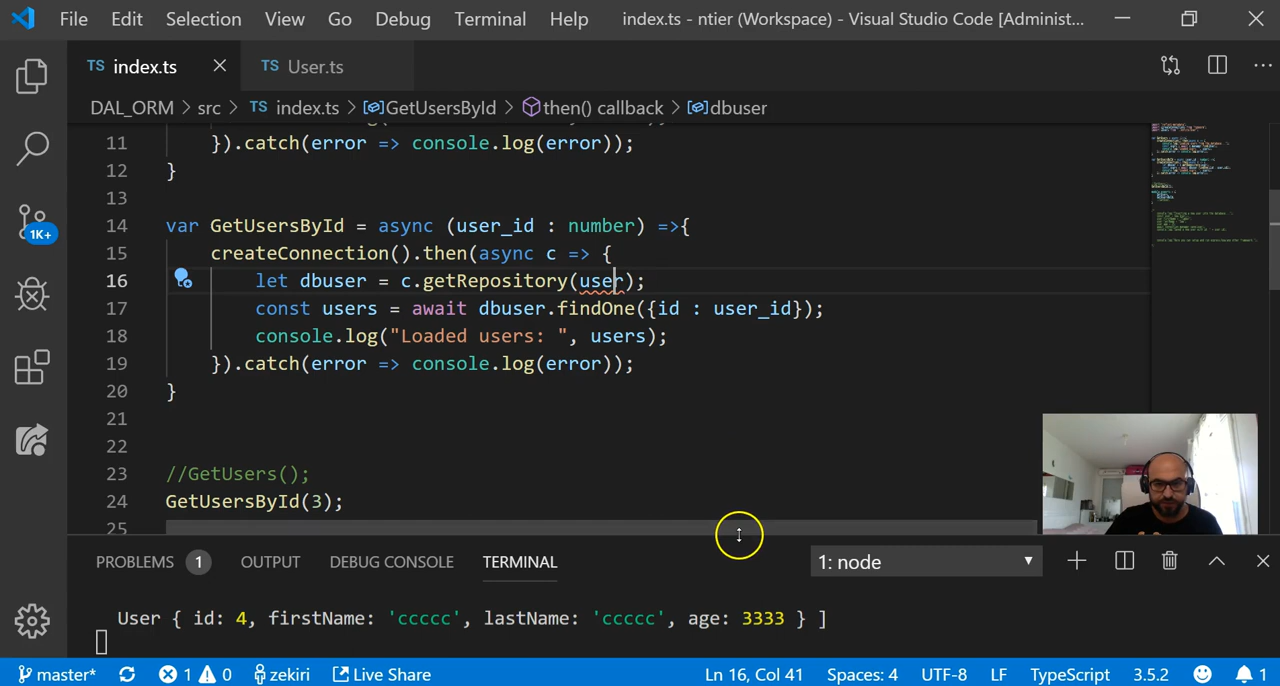 File Edit Selection View Go Debug Terminal Help index.ts - ntier (Workspace) - Visual Studio Code [Administ...
TS index.ts TS User.ts
DAL_ORM > src > TS index.ts > GetUsersById > then() callback > dbuser
11 }).catch(error => console.log(error));
12 }
13
14 var GetUsersById = async (user_id : number) =>{
15 createConnection().then(async c => {
16 let dbuser = c.getRepository(user);
17 const users = await dbuser.findOne({id : user_id});
18 console.log("Loaded users: ", users);
19 }).catch(error => console.log(error));
20 }
21
22
23 //GetUsers();
24 GetUsersById(3);
25
1K+
PROBLEMS 1 OUTPUT DEBUG CONSOLE TERMINAL 1: node
User { id: 4, firstName: 'ccccc', lastName: 'ccccc', age: 3333 } ]
master* 1 0 zekiri Live Share Ln 16, Col 41 Spaces: 4 UTF-8 LF TypeScript 3.5.2 1